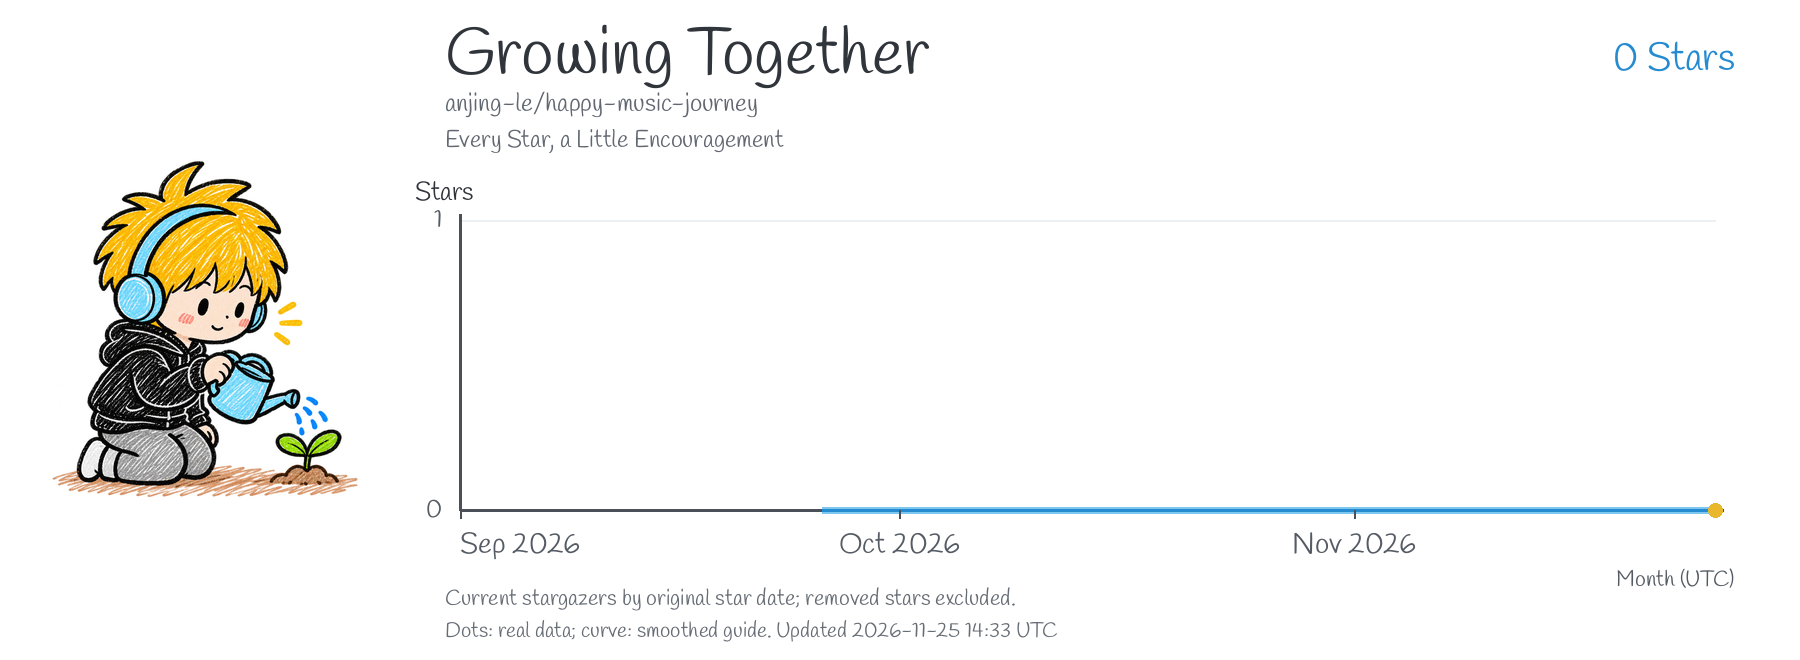 Growing Together
0 Stars
anjing-le/happy-music-journey
Every Star, a Little Encouragement
Stars
1
0
Sep 2026
Oct 2026
Nov 2026
Month (UTC)
Current stargazers by original star date; removed stars excluded.
Dots: real data; curve: smoothed guide. Updated 2026-11-25 14:33 UTC